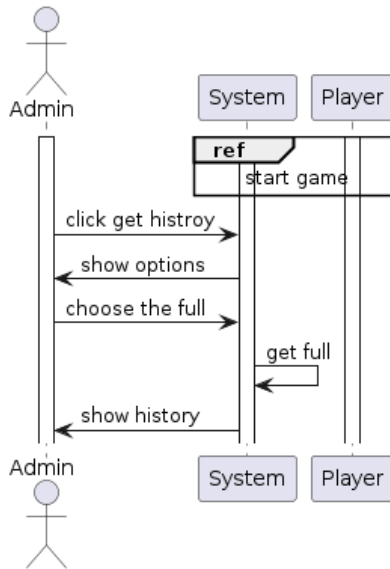 Admin
System
Player
ref
start game
click get histroy
show options
choose the full
get full
show history
Admin
System
Player